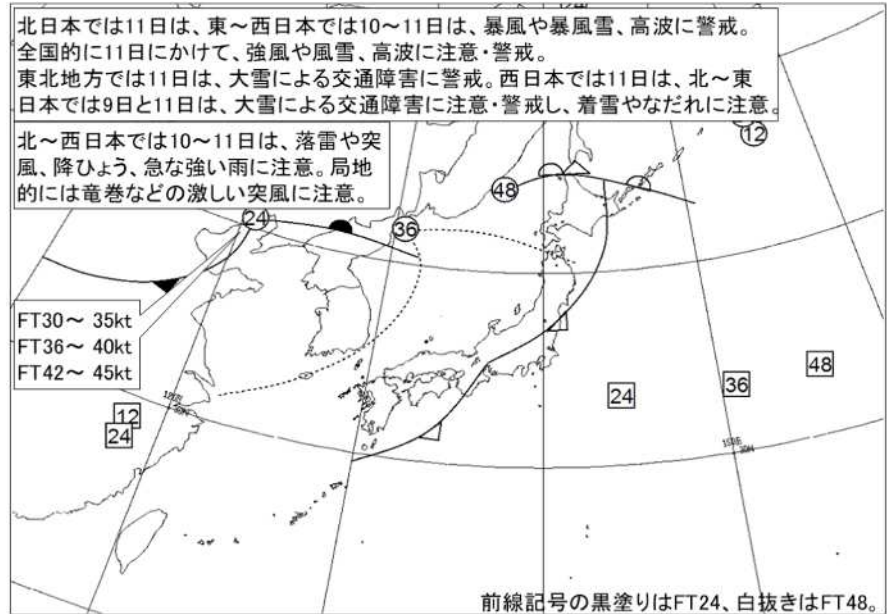 北日本では11日は、東～西日本では10～11日は、暴風や暴風雪、高波に警戒。
全国的に11日にかけて、強風や風雪、高波に注意・警戒。
東北地方では11日は、大雪による交通障害に警戒。西日本では11日は、北～東
日本では9日と11日は、大雪による交通障害に注意・警戒し、着雪やなだれに注意。
北～西日本では10～11日は、落雷や突
風、降ひょう、急な強い雨に注意。局地
的には竜巻などの激しい突風に注意。
12
48
24
36
FT30～ 35kt
FT36～ 40kt
FT42～ 45kt
48
36
24
12
24
前線記号の黒塗りはFT24、白抜きはFT48。